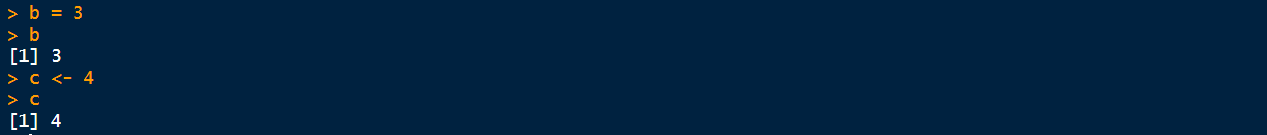 > b = 3
> b
[1] 3
> c <- 4
> c
[1] 4